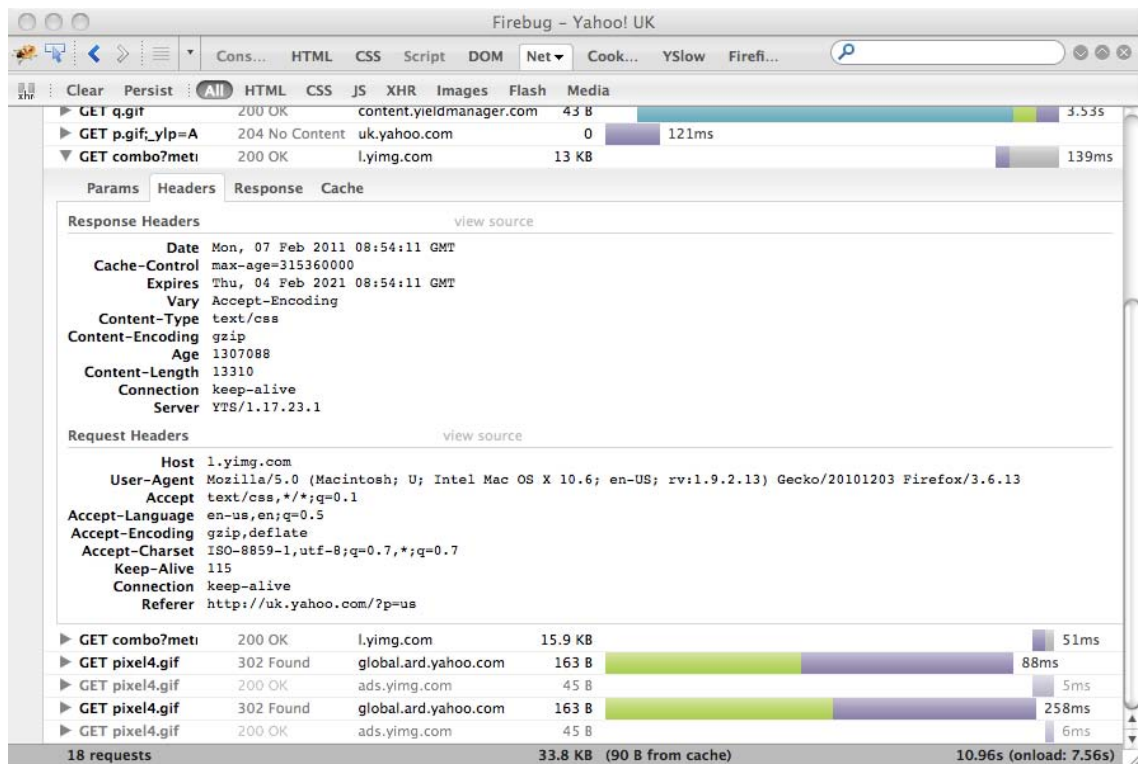 Firebug – Yahoo! UK
Cons... HTML CSS Script DOM Net Cook... YSlow Firefi...
xhr Clear Persist All HTML CSS JS XHR Images Flash Media
GET q.gif 200 OK content.yieldmanager.com 43 B 3.53s
GET p.gif;_ylp=A 204 No Content uk.yahoo.com 0 121ms
GET combo?metr 200 OK l.yimg.com 13 KB 139ms
Params Headers Response Cache
Response Headers view source
Date Mon, 07 Feb 2011 08:54:11 GMT
Cache-Control max-age=315360000
Expires Thu, 04 Feb 2021 08:54:11 GMT
Vary Accept-Encoding
Content-Type text/css
Content-Encoding gzip
Age 1307088
Content-Length 13310
Connection keep-alive
Server YTS/1.17.23.1
Request Headers view source
Host l.yimg.com
User-Agent Mozilla/5.0 (Macintosh; U; Intel Mac OS X 10.6; en-US; rv:1.9.2.13) Gecko/20101203 Firefox/3.6.13
Accept text/css,*/*;q=0.1
Accept-Language en-us,en;q=0.5
Accept-Encoding gzip,deflate
Accept-Charset ISO-8859-1,utf-8;q=0.7,*;q=0.7
Keep-Alive 115
Connection keep-alive
Referer http://uk.yahoo.com/?p=us
GET combo?metr 200 OK l.yimg.com 15.9 KB 51ms
GET pixel4.gif 302 Found global.ard.yahoo.com 163 B 88ms
GET pixel4.gif 200 OK ads.yimg.com 45 B 5ms
GET pixel4.gif 302 Found global.ard.yahoo.com 163 B 258ms
GET pixel4.gif 200 OK ads.yimg.com 45 B 6ms
18 requests 33.8 KB (90 B from cache) 10.96s (onload: 7.56s)